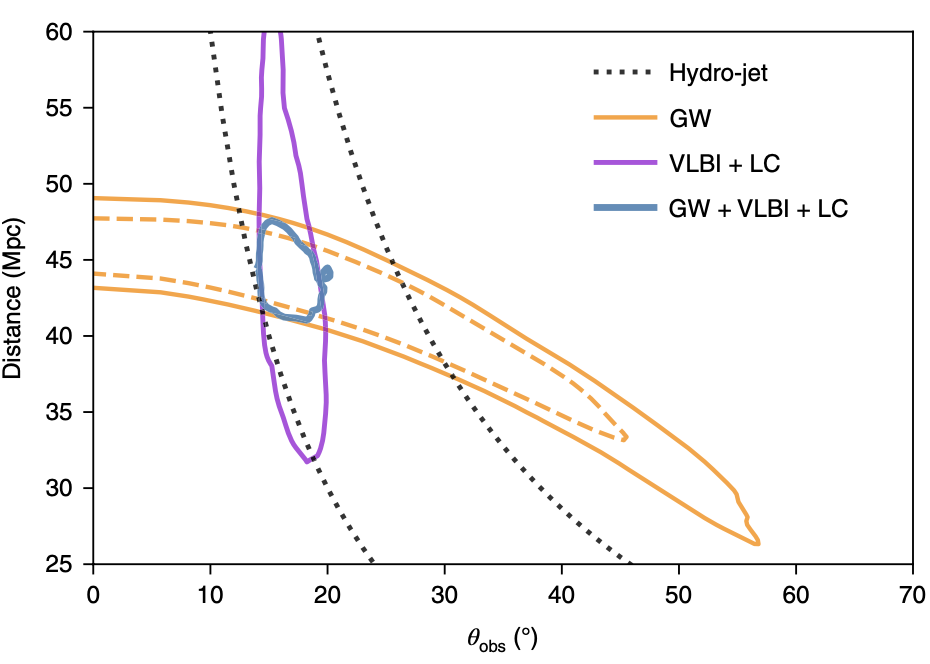 60
55
50
45
40
35
30
25
Distance (Mpc)
Hydro-jet
GW
VLBI + LC
GW + VLBI + LC
0 10 20 30 40 50 60 70
θobs (°)